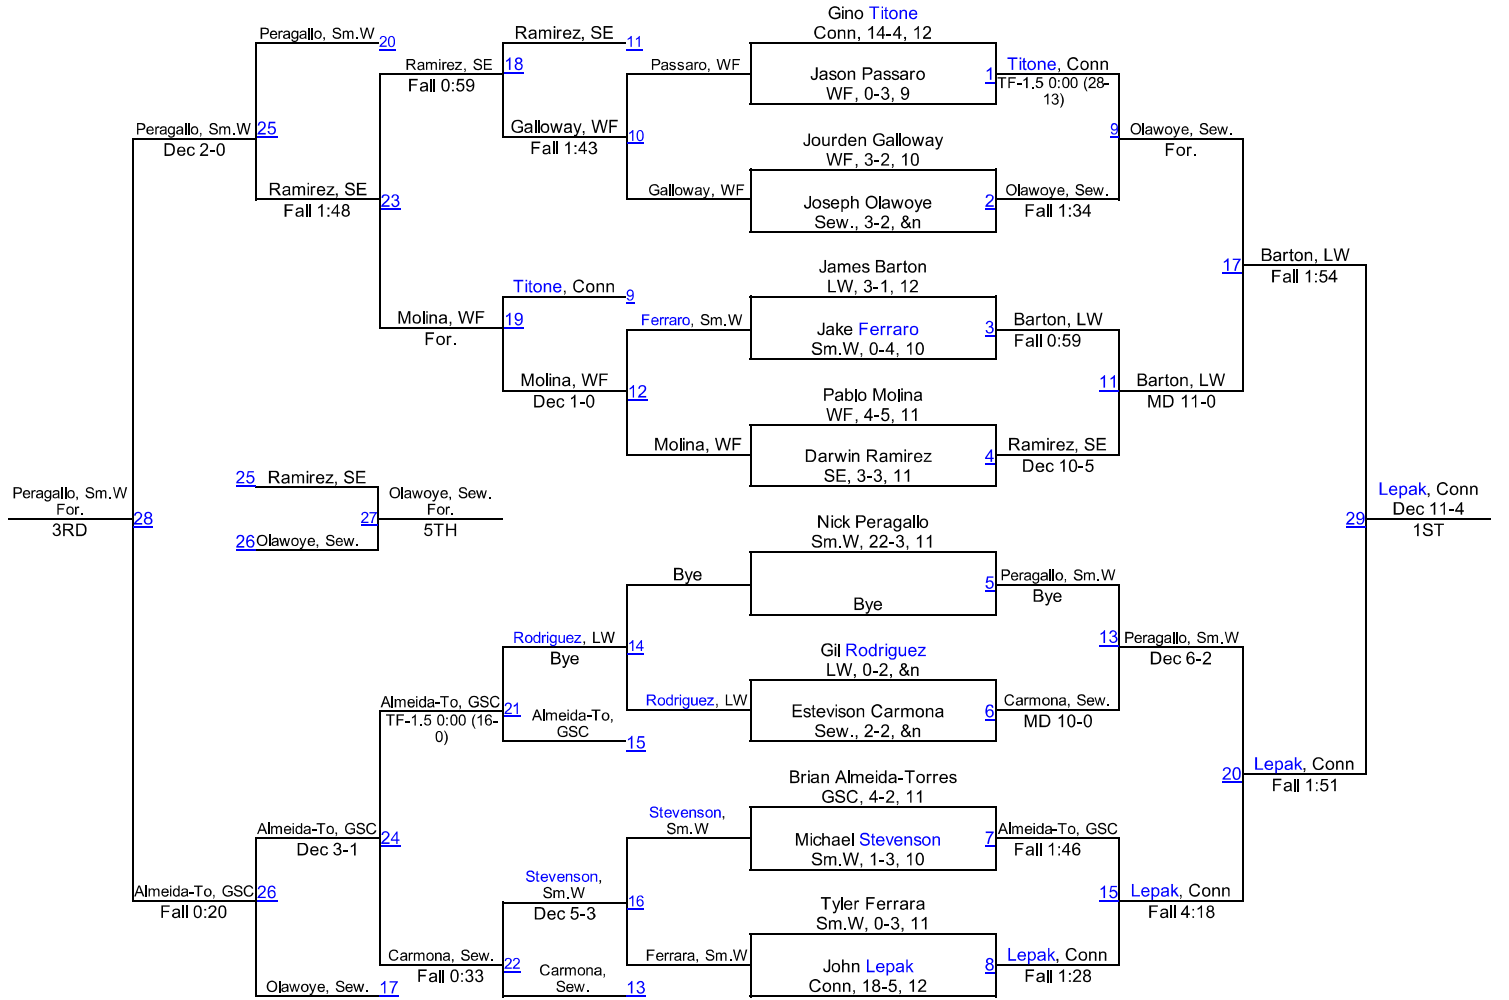 Gino Titone
Conn, 14-4, 12
Peragallo, Sm.W
20
Ramirez, SE
11
Ramirez, SE
18
Fall 0:59
Passaro, WF
Jason Passaro
WF, 0-3, 9
1
Titone, Conn
TF-1.5 0:00 (28-
13)
Peragallo, Sm.W
25
Dec 2-0
Galloway, WF
10
Fall 1:43
Jourden Galloway
WF, 3-2, 10
9
Olawoye, Sew.
For.
Ramirez, SE
Fall 1:48
23
Galloway, WF
Joseph Olawoye
Sew., 3-2, &n
2
Olawoye, Sew.
Fall 1:34
James Barton
LW, 3-1, 12
17
Barton, LW
Fall 1:54
Titone, Conn
9
Molina, WF
19
For.
Ferraro, Sm.W
Jake Ferraro
Sm.W, 0-4, 10
3
Barton, LW
Fall 0:59
Molina, WF
12
Dec 1-0
Pablo Molina
WF, 4-5, 11
11
Barton, LW
MD 11-0
Molina, WF
Darwin Ramirez
SE, 3-3, 11
4
Ramirez, SE
Dec 10-5
25
Ramirez, SE
Peragallo, Sm.W
For.
3RD
28
27
Olawoye, Sew.
For.
5TH
26
Olawoye, Sew.
29
Lepak, Conn
Dec 11-4
1ST
Nick Peragallo
Sm.W, 22-3, 11
Bye
Bye
5
Peragallo, Sm.W
Bye
Rodriguez, LW
14
Bye
Gil Rodriguez
LW, 0-2, &n
13
Peragallo, Sm.W
Dec 6-2
Almeida-To, GSC
21
TF-1.5 0:00 (16-
0)
Rodriguez, LW
Estevison Carmona
Sew., 2-2, &n
6
Carmona, Sew.
MD 10-0
Almeida-To,
GSC
15
Brian Almeida-Torres
GSC, 4-2, 11
20
Lepak, Conn
Fall 1:51
Almeida-To, GSC
24
Dec 3-1
Stevenson,
Sm.W
Michael Stevenson
Sm.W, 1-3, 10
7
Almeida-To, GSC
Fall 1:46
Almeida-To, GSC
26
Fall 0:20
Stevenson,
Sm.W
16
Dec 5-3
Tyler Ferrara
Sm.W, 0-3, 11
15
Lepak, Conn
Fall 4:18
Carmona, Sew.
22
Fall 0:33
Ferrara, Sm.W
John Lepak
Conn, 18-5, 12
8
Lepak, Conn
Fall 1:28
Olawoye, Sew.
17
Carmona,
Sew.
13